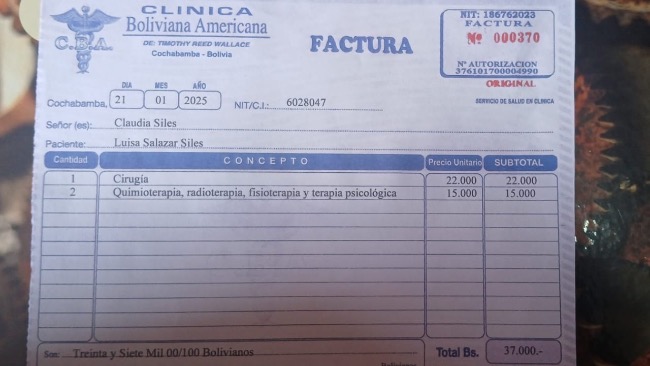 CLINICA
Boliviana Americana
DE: TIMOTHY REED WALLACE
Cochabamba - Bolivia
C.B.A.
FACTURA
NIT: 186762023
FACTURA
Nº 000370
Nº AUTORIZACION
376101700004990
ORIGINAL
SERVICIO DE SALUD EN CLINICA
DIA MES AÑO
Cochabamba, 21 01 2025 NIT/C.I.: 6028047
Señor (es): Claudia Siles
Paciente: Luisa Salazar Siles
Cantidad CONCEPTO Precio Unitario SUBTOTAL
1 Cirugía 22.000 22.000
2 Quimioterapia, radioterapia, fisioterapia y terapia psicológica 15.000 15.000
Son: Treinta y Siete Mil 00/100 Bolivianos Total Bs. 37.000.-